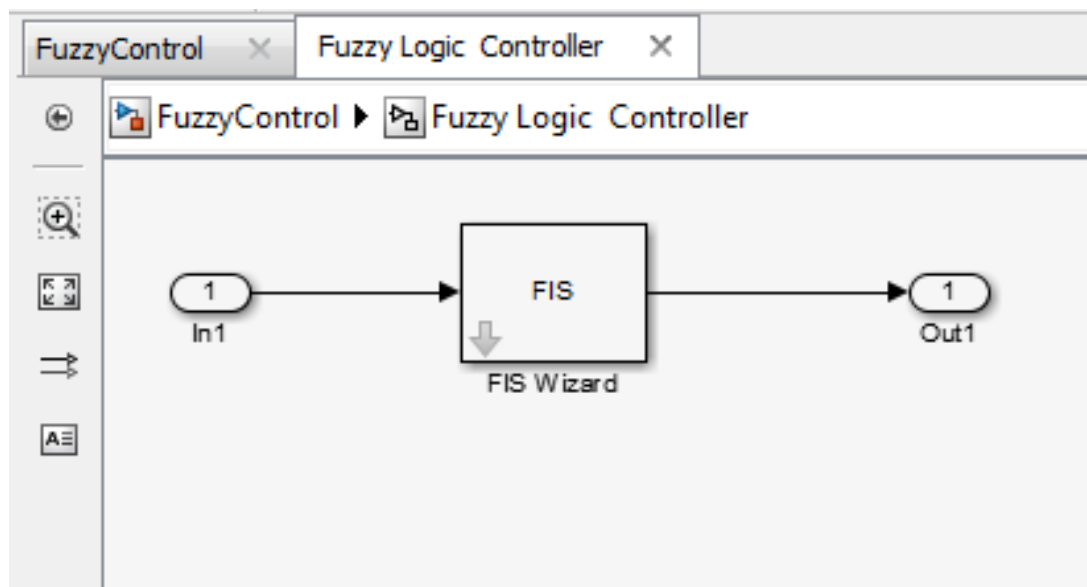 FuzzyControl
Fuzzy Logic Controller
FuzzyControl Fuzzy Logic Controller
1
FIS
1
In1
Out1
FIS Wizard
A